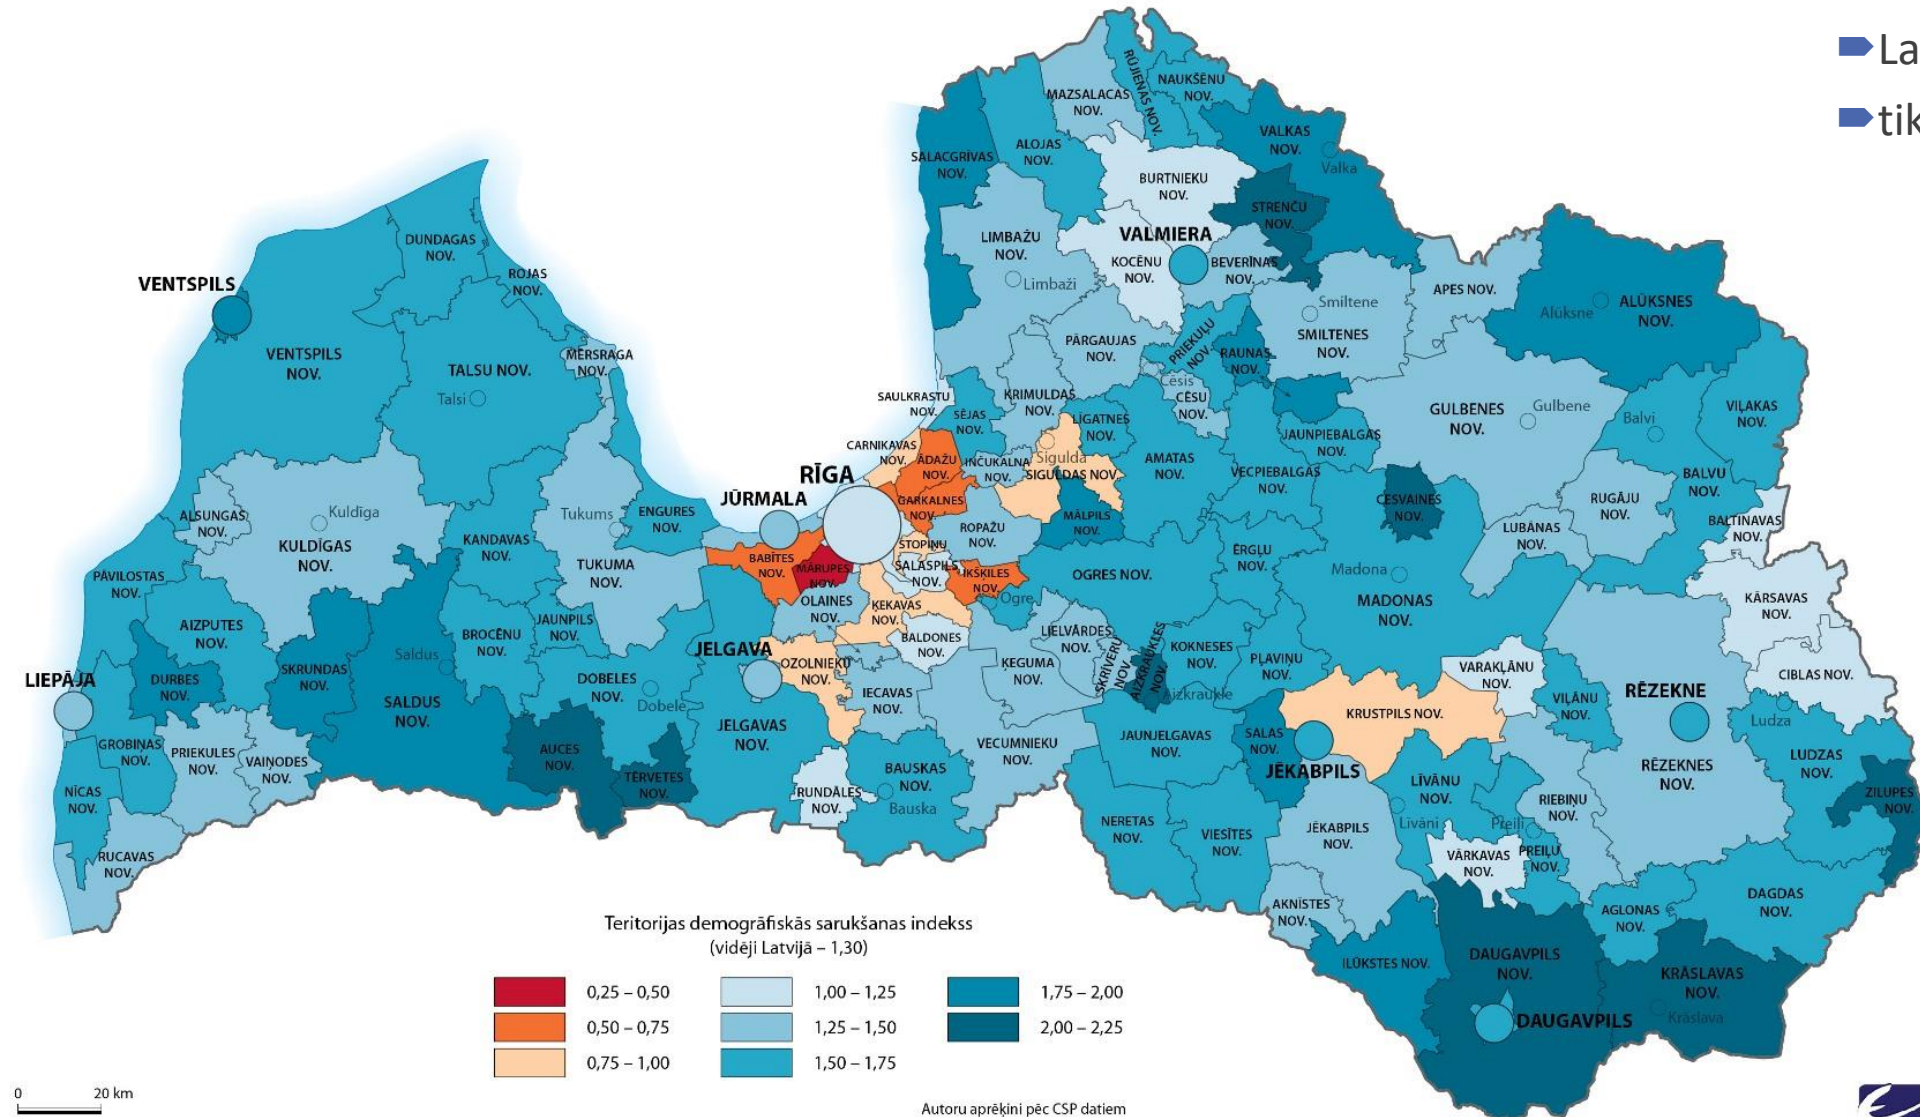 La
tik
RŪJIENAS NOV.
NAUKŠĒNU
NOV.
MAZSALACAS
NOV.
VALKAS
NOV.
Valka
SALACGRĪVAS
NOV.
ALOJAS
NOV.
BURTNIEKU
NOV.
STRENČU
NOV.
VALMIERA
LIMBAŽU
NOV.
Limbaži
KOCĒNU
NOV.
BEVERĪNAS
NOV.
DUNDAGAS
NOV.
ROJAS
NOV.
VENTSPILS
VENTSPILS
NOV.
TALSU NOV.
Talsi
MĒRSRAGA
NOV.
APES NOV.
Alūksne
ALŪKSNES
NOV.
Smiltene
SMILTENES
NOV.
PĀRGAUJAS
NOV.
PRIEKUĻU
NOV.
RAUNAS
NOV.
Cēsis
CĒSU
NOV.
SAULKRASTU
NOV.
SĒJAS
NOV.
KRIMULDAS
NOV.
LĪGATNES
NOV.
GULBENES
NOV.
Gulbene
Balvi
VIĻAKAS
NOV.
CARNIKAVAS
NOV.
ĀDAŽU
NOV.
INČUKALNA
NOV.
Sigulda
SIGULDAS NOV.
AMATAS
NOV.
VECPIEBALGAS
NOV.
JAUNPIEBALGAS
NOV.
BALVU
NOV.
RĪGA
JŪRMALA
GARKALNES
NOV.
MĀLPILS
NOV.
CESVAINES
NOV.
RUGĀJU
NOV.
BALTINAVAS
NOV.
LUBĀNAS
NOV.
ALSUNGAS
NOV.
Kuldīga
KULDĪGAS
NOV.
Tukums
ENGURES
NOV.
KANDAVAS
NOV.
TUKUMA
NOV.
ROPAŽU
NOV.
STOPIŅU
SALASPILS
NOV.
BABĪTES
NOV.
MĀRUPES
NOV.
IKŠĶILES
NOV.
Ogre
OGRES NOV.
ĒRGĻU
NOV.
Madona
MADONAS
NOV.
KĀRSAVAS
NOV.
PĀVILOSTAS
NOV.
AIZPUTES
NOV.
BROCĒNU
NOV.
JAUNPILS
NOV.
OLAINES
NOV.
ĶEKAVAS
NOV.
BALDONES
NOV.
LIELVĀRDES
NOV.
ĶEGUMA
NOV.
SKRĪVERU
NOV.
AIZKRAUKLES
NOV.
Aizkraukle
KOKNESES
NOV.
PĻAVIŅU
NOV.
VARAKĻĀNU
NOV.
CIBLAS NOV.
LIEPĀJA
DURBES
NOV.
SKRUNDAS
NOV.
Saldus
SALDUS
NOV.
DOBELES
NOV.
Dobele
JELGAVA
OZOLNIEKU
NOV.
IECAVAS
NOV.
JELGAVAS
NOV.
VECUMNIEKU
NOV.
JAUNJELGAVAS
NOV.
SALAS
NOV.
KRUSTPILS NOV.
JĒKABPILS
VIĻĀNU
NOV.
RĒZEKNE
RĒZEKNES
NOV.
Ludza
LUDZAS
NOV.
ZILUPES
NOV.
GROBIŅAS
NOV.
PRIEKULES
NOV.
VAIŅODES
NOV.
NĪCAS
NOV.
RUCAVAS
NOV.
AUCES
NOV.
TĒRVETES
NOV.
RUNDĀLES
NOV.
BAUSKAS
NOV.
Bauska
NERETAS
NOV.
VIESĪTES
NOV.
JĒKABPILS
NOV.
LĪVĀNU
NOV.
Līvāni
Preiļi
RIEBIŅU
NOV.
VĀRKAVAS
NOV.
PREIĻU
NOV.
AKNĪSTES
NOV.
AGLONAS
NOV.
DAGDAS
NOV.
ILŪKSTES NOV.
DAUGAVPILS
NOV.
DAUGAVPILS
KRĀSLAVAS
NOV.
Krāslava
Teritorijas demogrāfiskās sarukšanas indekss
(vidēji Latvijā – 1,30)
0,25 – 0,50
0,50 – 0,75
0,75 – 1,00
1,00 – 1,25
1,25 – 1,50
1,50 – 1,75
1,75 – 2,00
2,00 – 2,25
0 20 km
Autoru aprēķini pēc CSP datiem